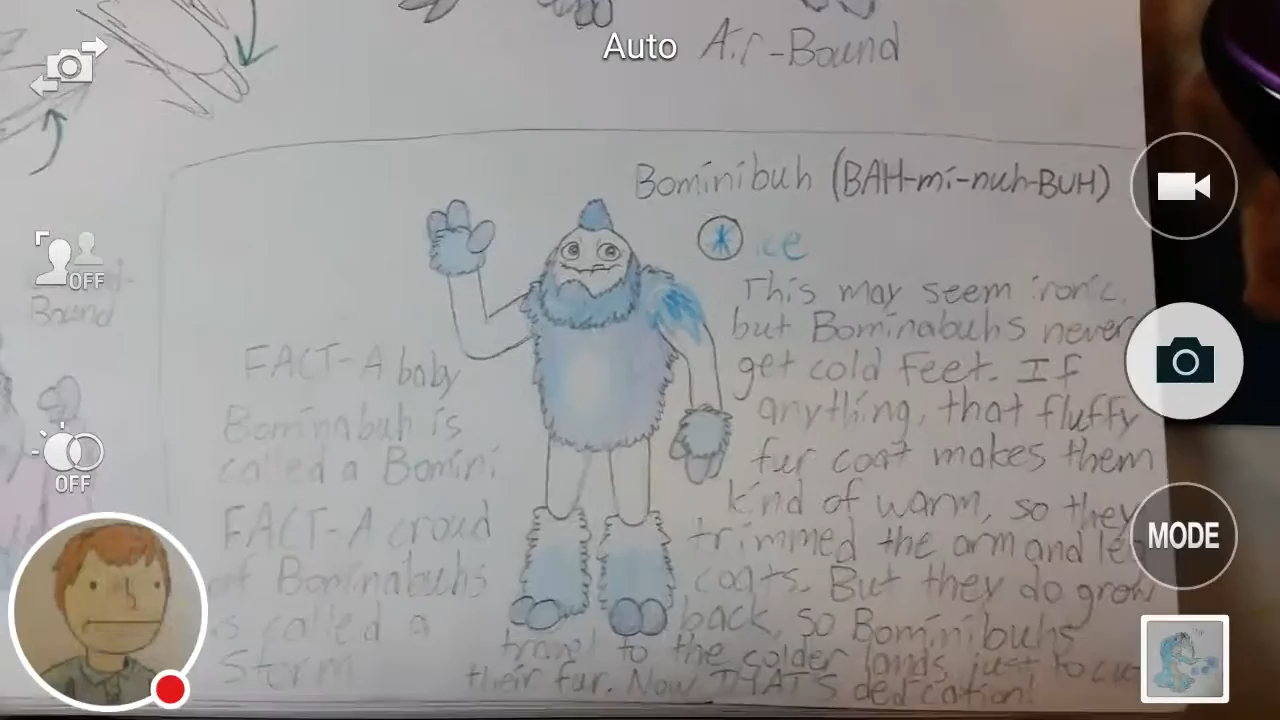 Auto
Air-Bound
Bound
Bominibuh (BAH-mi-nuh-BUH)
ice
This may seem ironic,
but Bominabuhs never
get cold feet. If
anything, that fluffy
fur coat makes them
kind of warm, so they
trimmed the arm and leg
coats. But they do grow
back, so Bominibuhs
travel to the colder lands just to cut
their fur. Now THAT'S dedication!
FACT-A baby
Bominabuh is
called a Bomini
FACT-A croud
of Bominabuhs
is called a
Storm
OFF
OFF
MODE